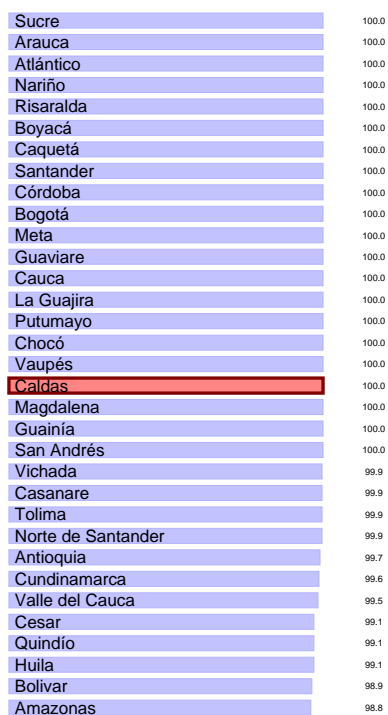 Sucre 100.0
Arauca 100.0
Atlántico 100.0
Nariño 100.0
Risaralda 100.0
Boyacá 100.0
Caquetá 100.0
Santander 100.0
Córdoba 100.0
Bogotá 100.0
Meta 100.0
Guaviare 100.0
Cauca 100.0
La Guajira 100.0
Putumayo 100.0
Chocó 100.0
Vaupés 100.0
Caldas 100.0
Magdalena 100.0
Guainía 100.0
San Andrés 100.0
Vichada 99.9
Casanare 99.9
Tolima 99.9
Norte de Santander 99.9
Antioquia 99.7
Cundinamarca 99.6
Valle del Cauca 99.5
Cesar 99.1
Quindío 99.1
Huila 99.1
Bolivar 98.9
Amazonas 98.8